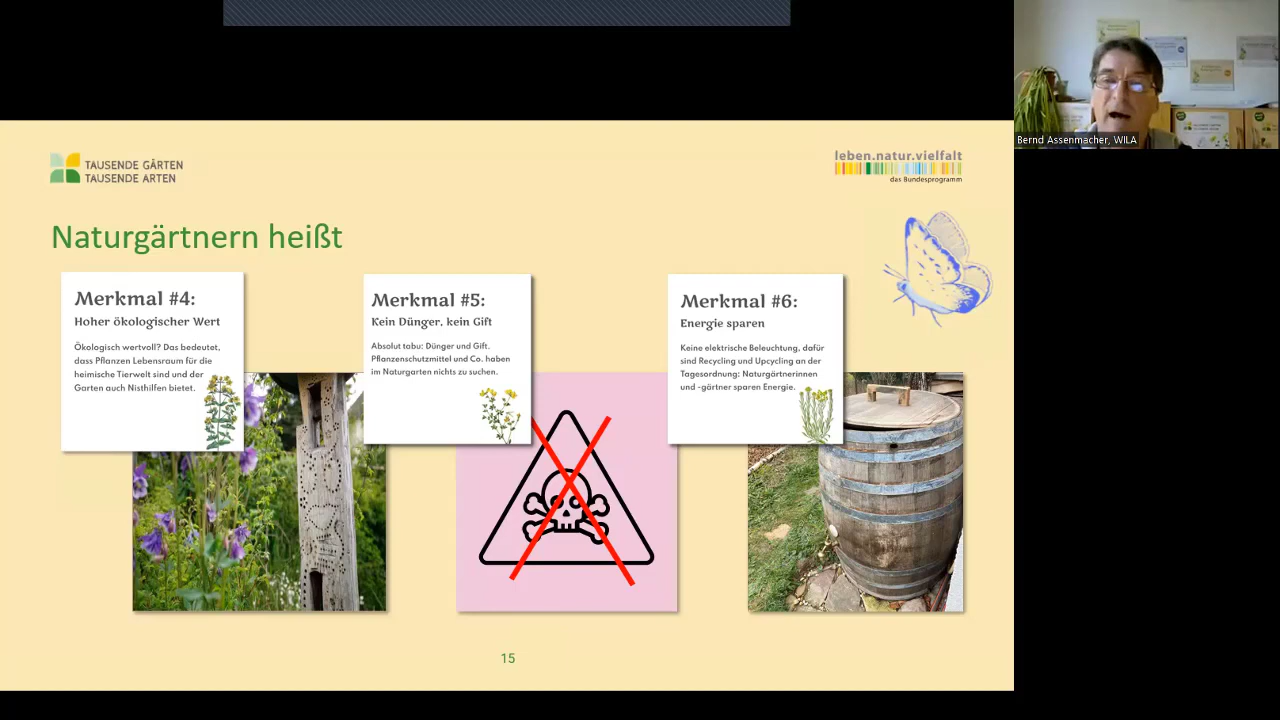 TAUSENDE GÄRTEN
TAUSENDE ARTEN
leben.natur.vielfalt
das Bundesprogramm
Naturgärtnern heißt
Merkmal #4:
Hoher ökologischer Wert
Ökologisch wertvoll? Das bedeutet,
dass Pflanzen Lebensraum für die
heimische Tierwelt sind und der
Garten auch Nisthilfen bietet.
Merkmal #5:
Kein Dünger, kein Gift
Absolut tabu: Dünger und Gift.
Pflanzenschutzmittel und Co. haben
im Naturgarten nichts zu suchen.
Merkmal #6:
Energie sparen
Keine elektrische Beleuchtung, dafür
sind Recycling und Upcycling an der
Tagesordnung: Naturgärtnerinnen
und -gärtner sparen Energie.
15
Bernd Assenmacher, WILA